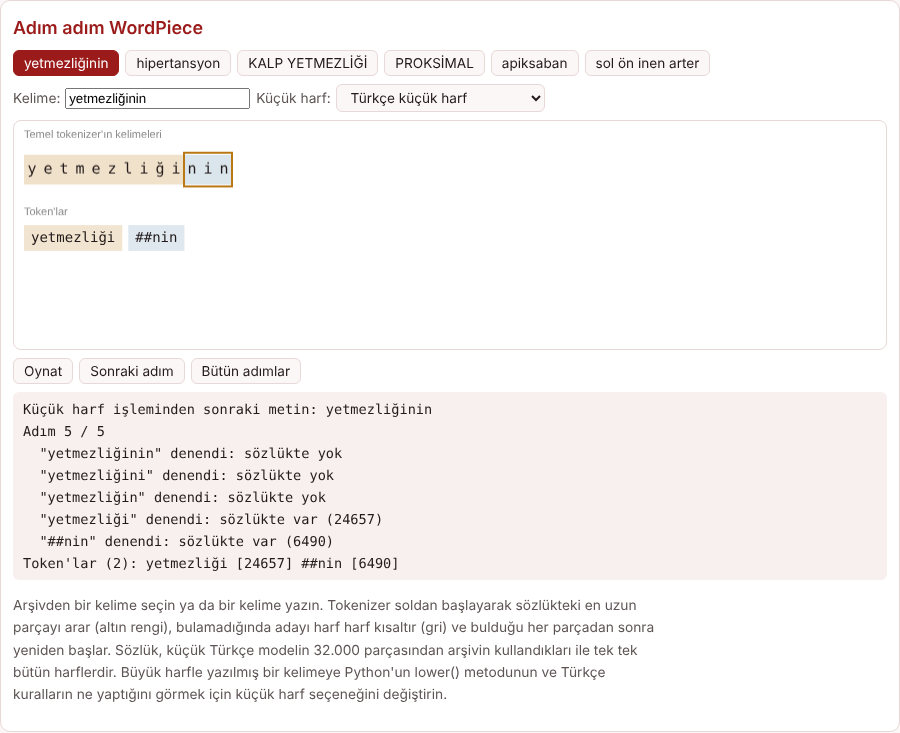 Adım adım WordPiece
yetmezliğinin hipertansyon KALP YETMEZLİĞİ PROKSİMAL apiksaban sol ön inen arter
Kelime: yetmezliğinin Küçük harf: Türkçe küçük harf
Temel tokenizer'ın kelimeleri
y e t m e z l i ğ i n i n
Token'lar
yetmezliği ##nin
Oynat Sonraki adım Bütün adımlar
Küçük harf işleminden sonraki metin: yetmezliğinin
Adım 5 / 5
"yetmezliğinin" denendi: sözlükte yok
"yetmezliğini" denendi: sözlükte yok
"yetmezliğin" denendi: sözlükte yok
"yetmezliği" denendi: sözlükte var (24657)
"##nin" denendi: sözlükte var (6490)
Token'lar (2): yetmezliği [24657] ##nin [6490]
Arşivden bir kelime seçin ya da bir kelime yazın. Tokenizer soldan başlayarak sözlükteki en uzun
parçayı arar (altın rengi), bulamadığında adayı harf harf kısaltır (gri) ve bulduğu her parçadan sonra
yeniden başlar. Sözlük, küçük Türkçe modelin 32.000 parçasından arşivin kullandıkları ile tek tek
bütün harflerdir. Büyük harfle yazılmış bir kelimeye Python'un lower() metodunun ve Türkçe
kuralların ne yaptığını görmek için küçük harf seçeneğini değiştirin.